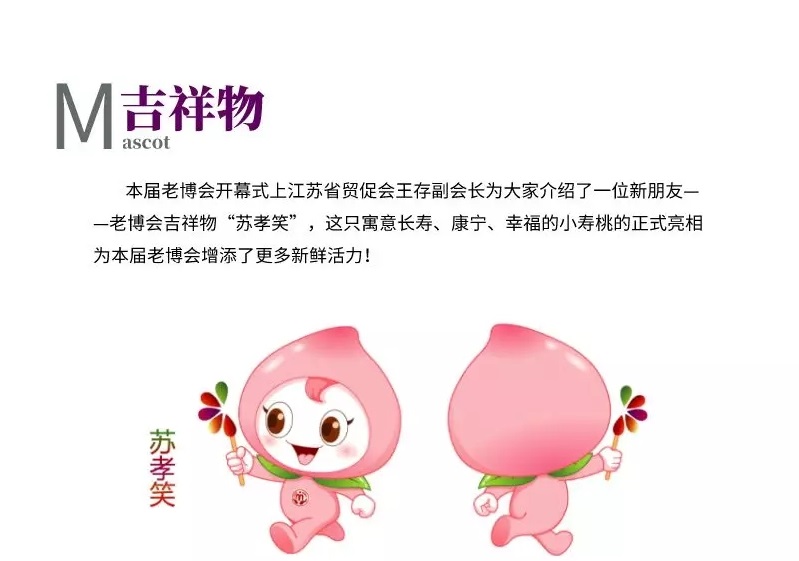 M吉祥物
ascot
本届老博会开幕式上江苏省贸促会王存副会长为大家介绍了一位新朋友—
—老博会吉祥物“苏孝笑”，这只寓意长寿、康宁、幸福的小寿桃的正式亮相
为本届老博会增添了更多新鲜活力！
苏孝笑